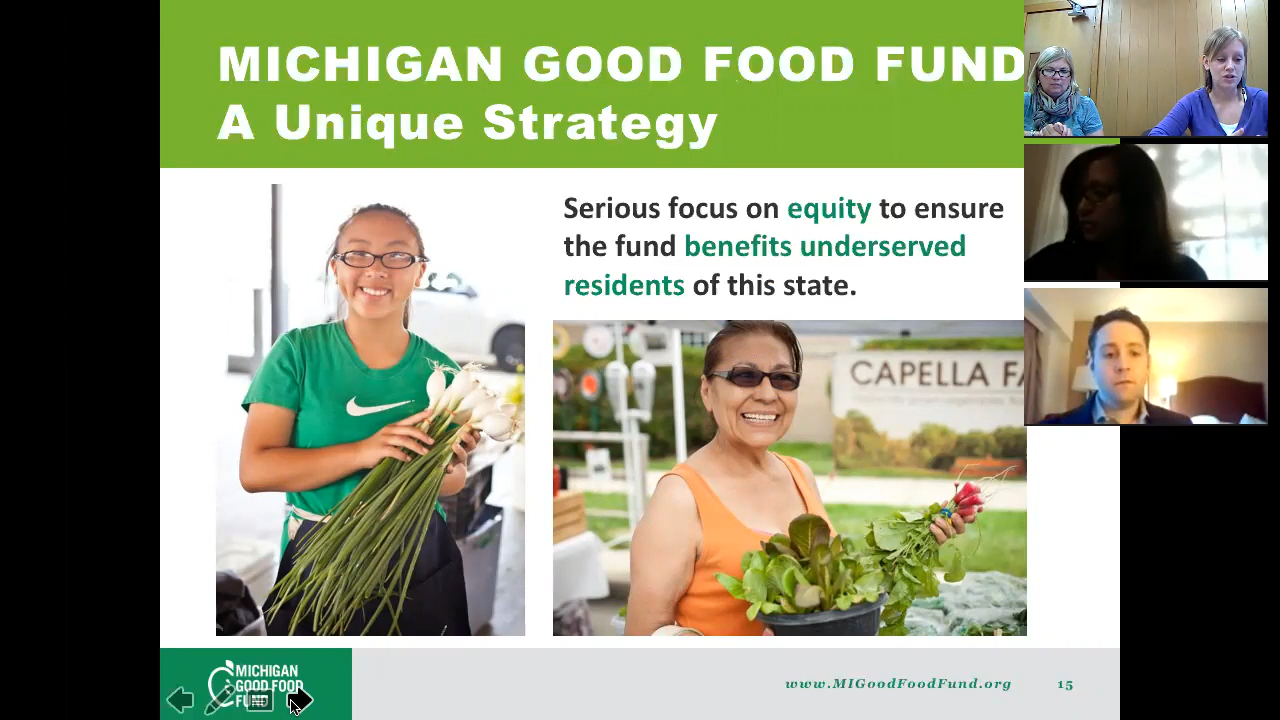 MICHIGAN GOOD FOOD FUND
A Unique Strategy
Serious focus on equity to ensure
the fund benefits underserved
residents of this state.
CAPELLA FA
MICHIGAN
GOOD FOOD
FUND
www.MIGoodFoodFund.org
15